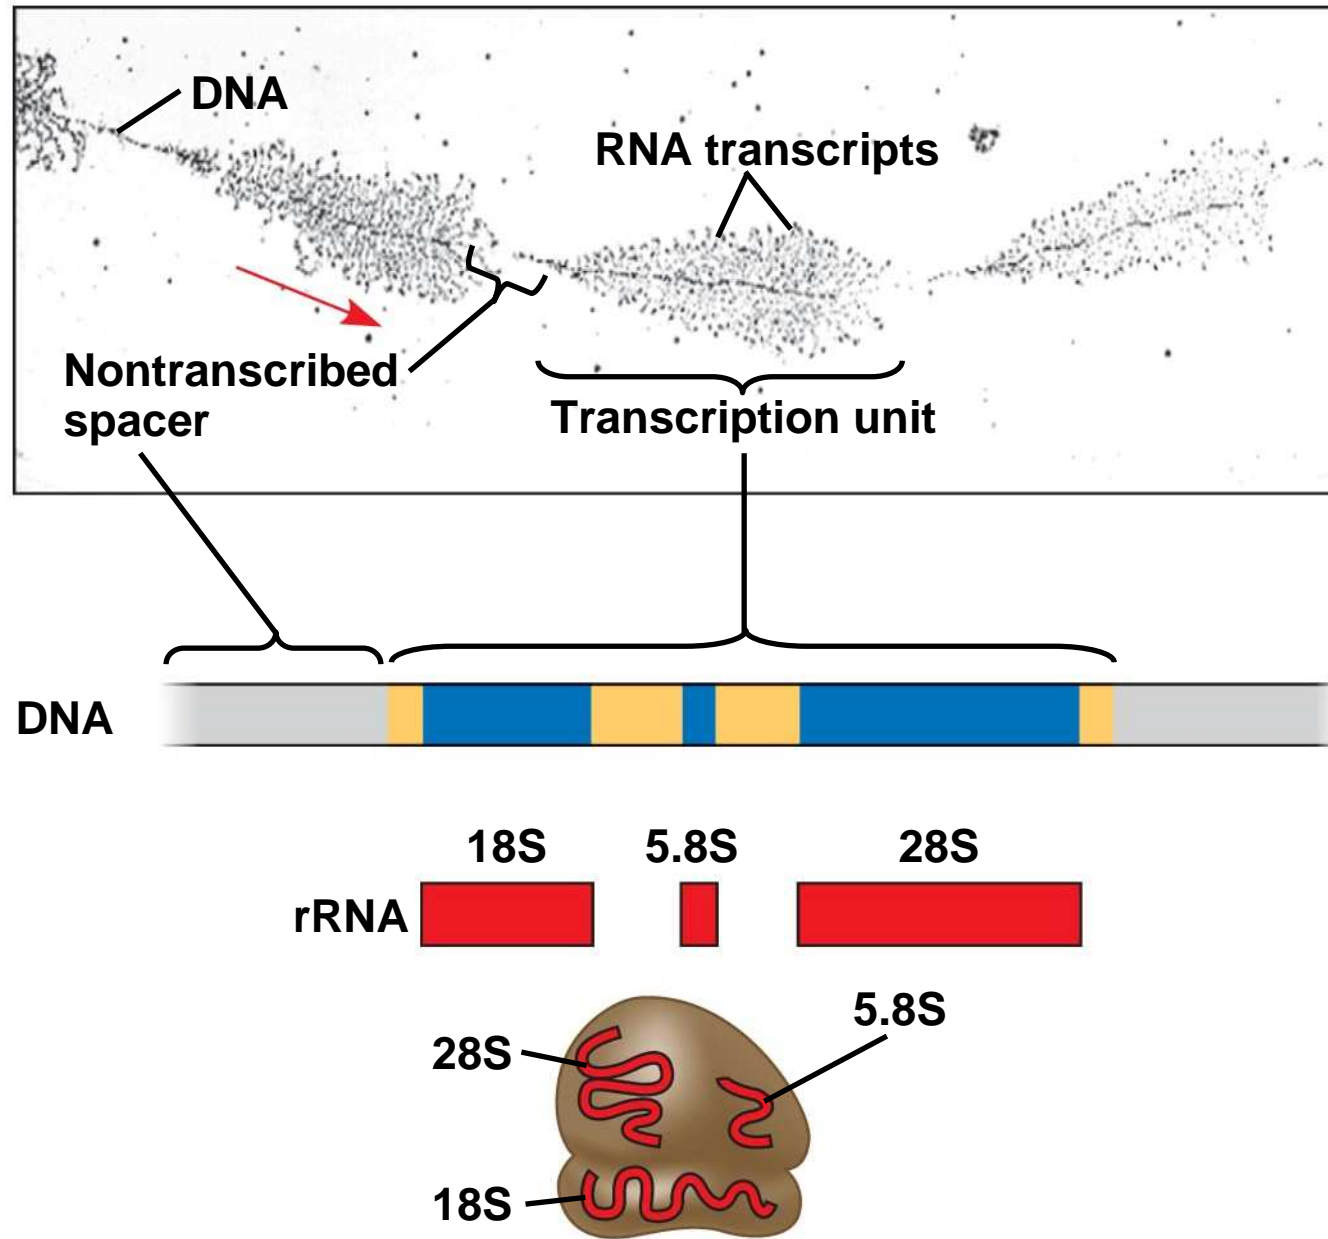 DNA
RNA transcripts
Nontranscribed
spacer
Transcription unit
DNA
18S
5.8S
28S
rRNA
5.8S
28S
18S